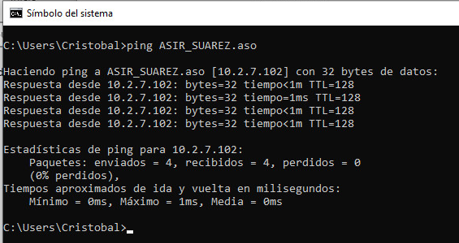 Símbolo del sistema
C:\Users\Cristobal>ping ASIR_SUAREZ.aso
Haciendo ping a ASIR_SUAREZ.aso [10.2.7.102] con 32 bytes de datos:
Respuesta desde 10.2.7.102: bytes=32 tiempo<1m TTL=128
Respuesta desde 10.2.7.102: bytes=32 tiempo=1ms TTL=128
Respuesta desde 10.2.7.102: bytes=32 tiempo<1m TTL=128
Respuesta desde 10.2.7.102: bytes=32 tiempo<1m TTL=128
Estadísticas de ping para 10.2.7.102:
Paquetes: enviados = 4, recibidos = 4, perdidos = 0
(0% perdidos),
Tiempos aproximados de ida y vuelta en milisegundos:
Mínimo = 0ms, Máximo = 1ms, Media = 0ms
C:\Users\Cristobal>